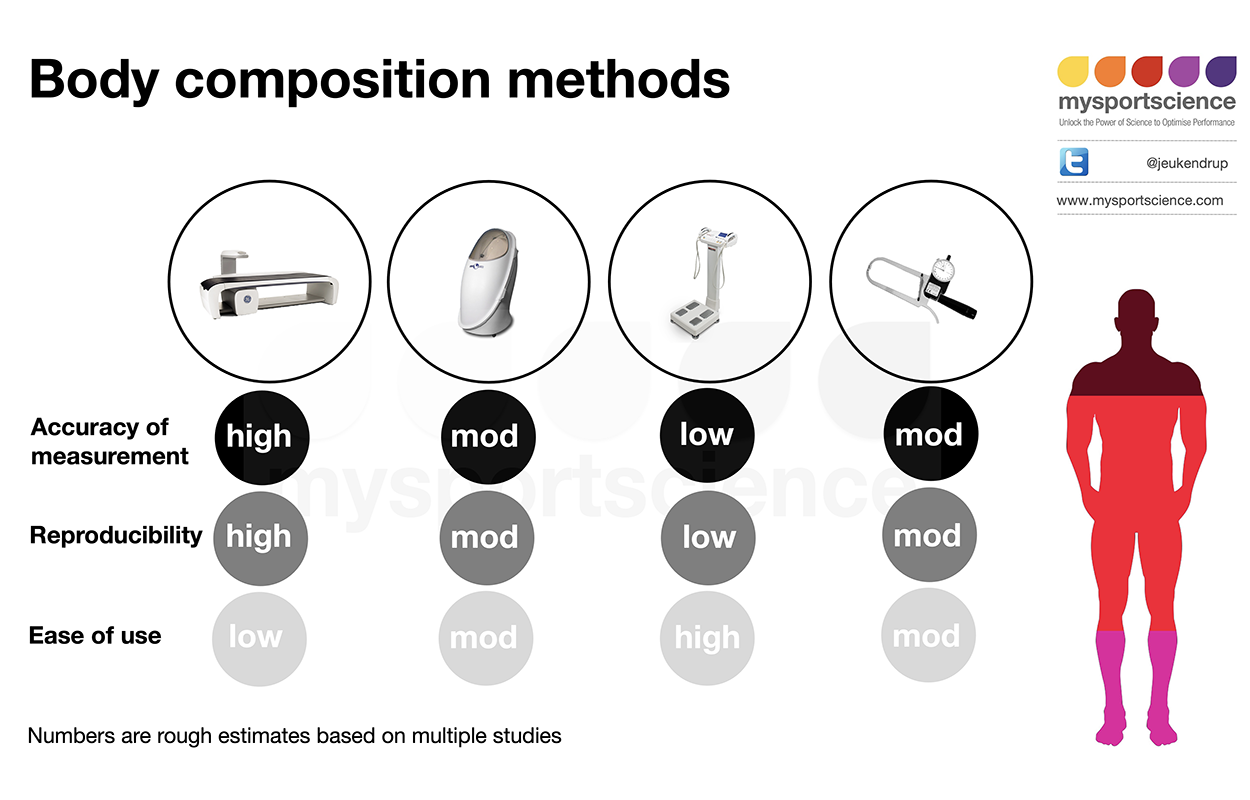 Body composition methods
mysportscience
Unlock the Power of Science to Optimise Performance
@jeukendrup
www.mysportscience.com
Accuracy of
measurement
high
mod
low
mod
Reproducibility
high
mod
low
mod
Ease of use
low
mod
high
mod
mysportscience
Numbers are rough estimates based on multiple studies